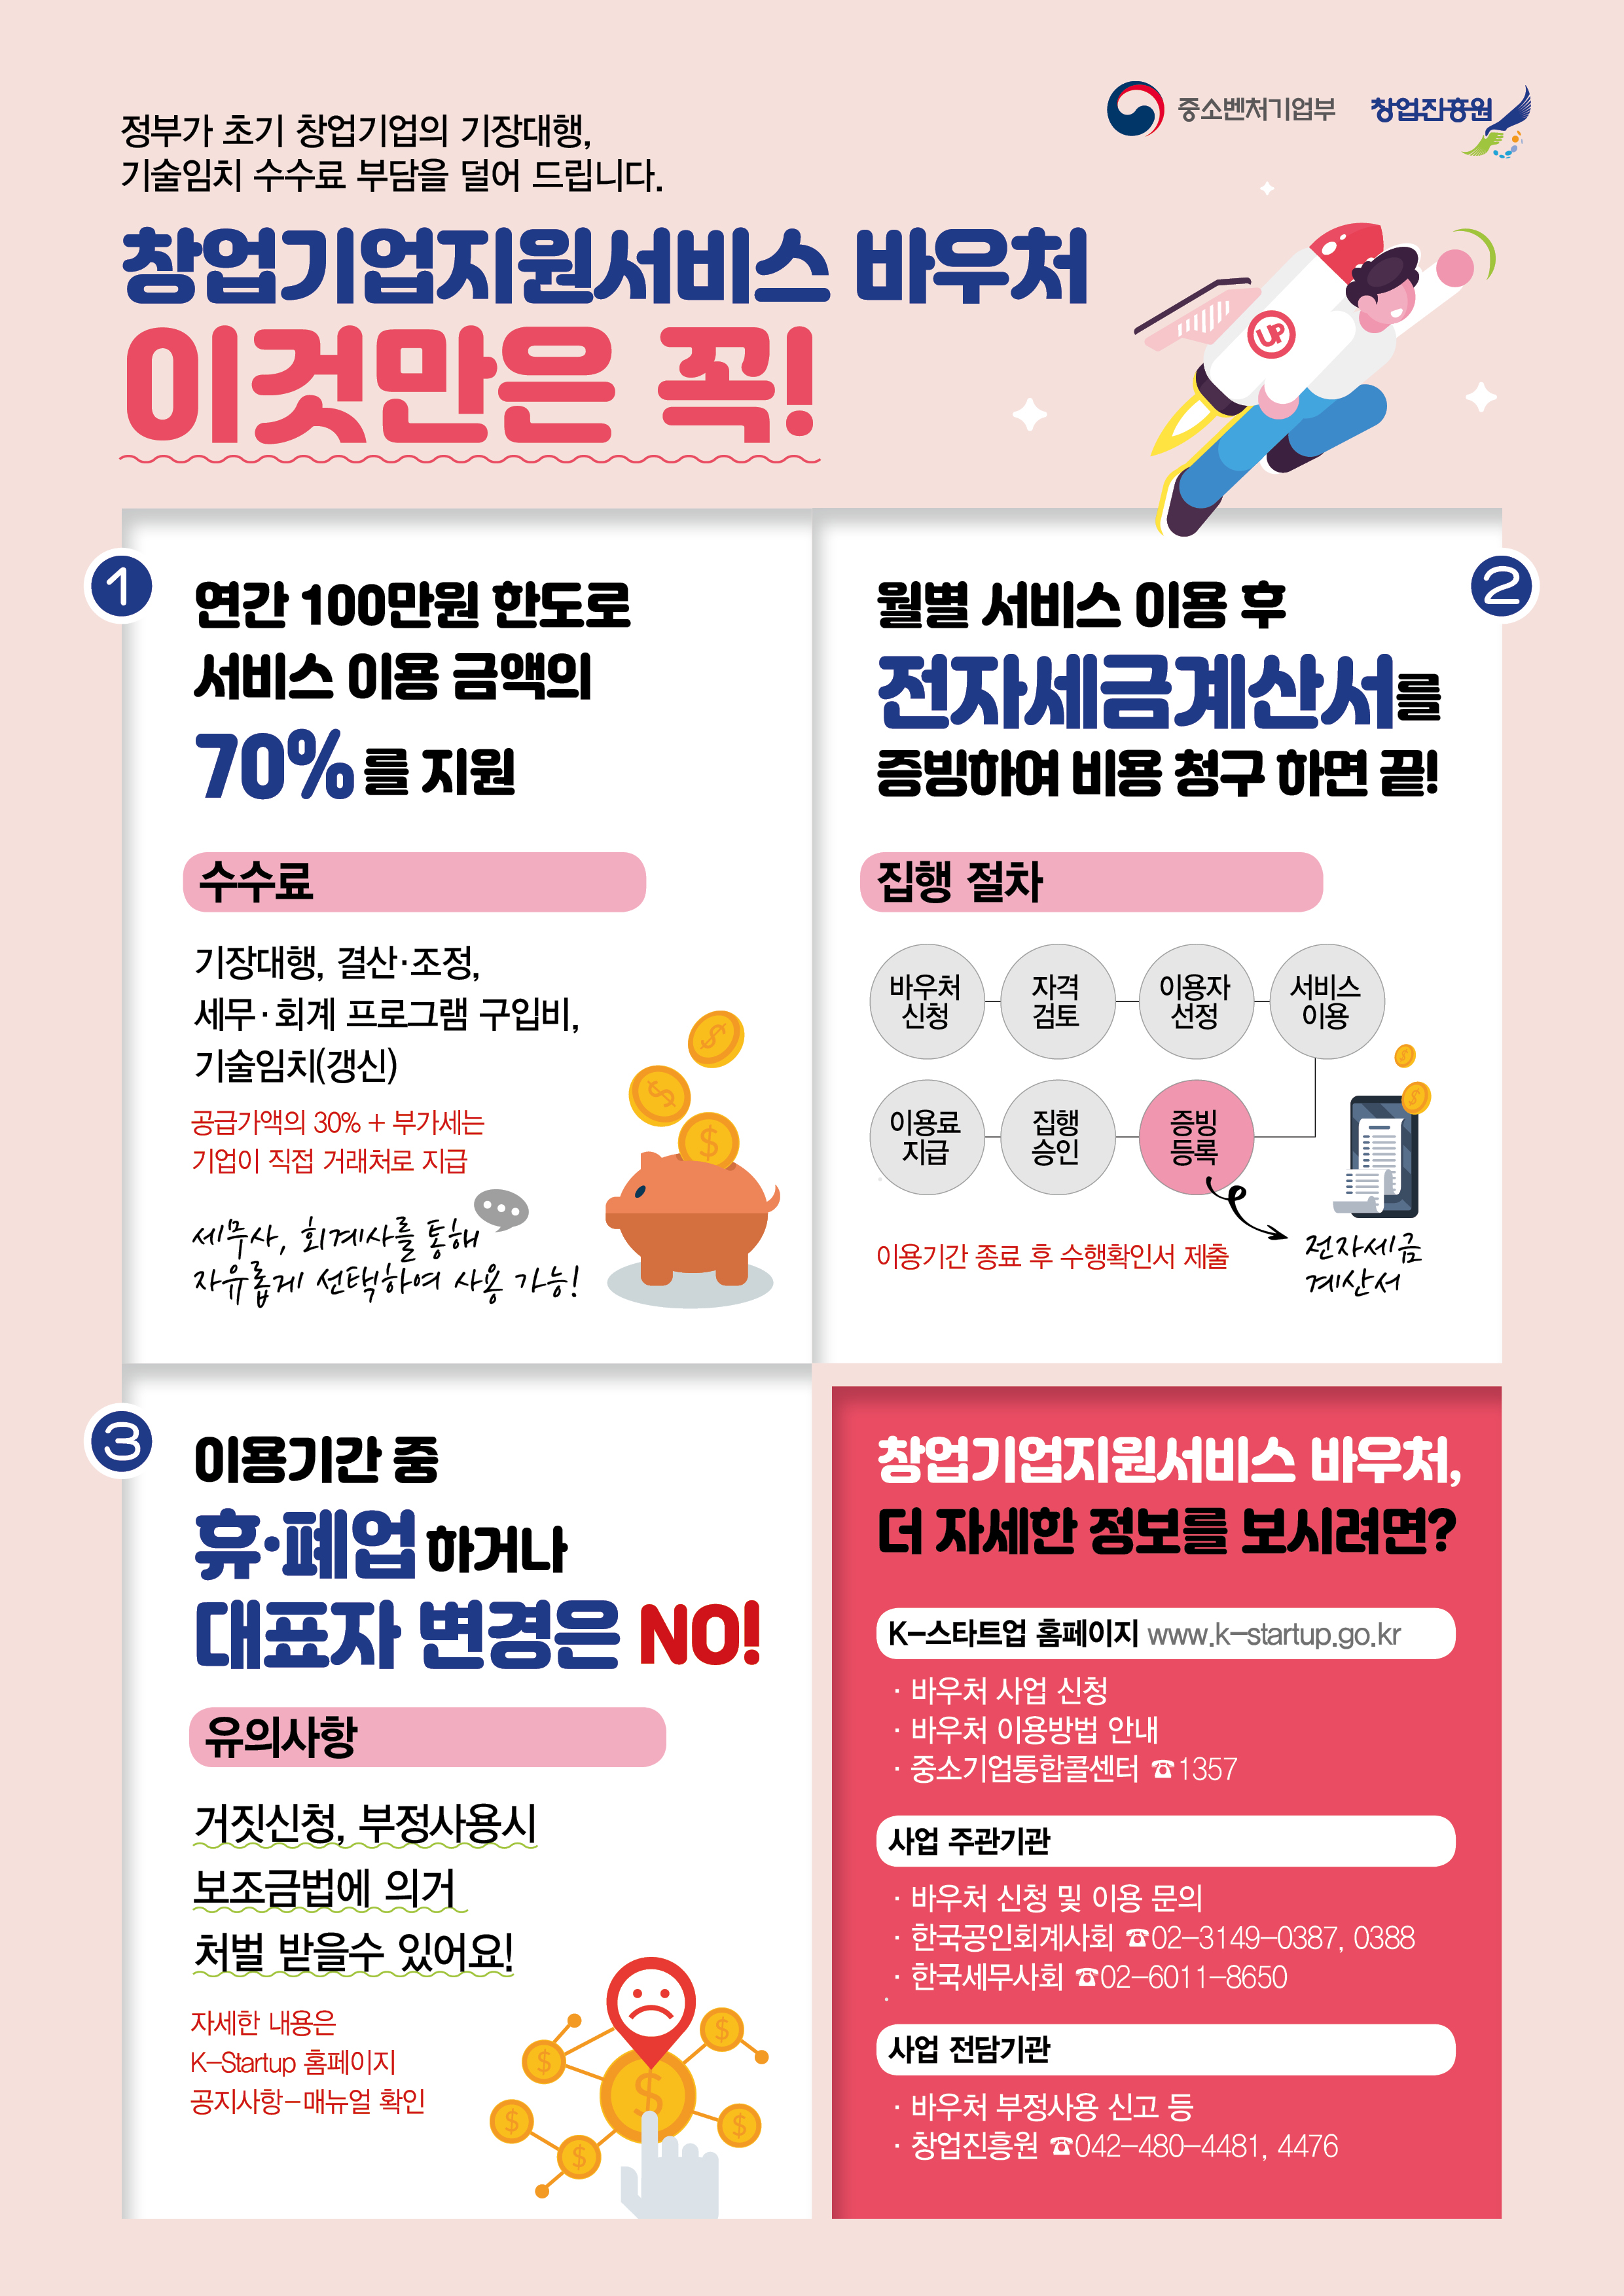 중소벤처기업부
창업진흥원
정부가 초기 창업기업의 기장대행,
기술임치 수수료 부담을 덜어 드립니다.
창업기업지원서비스 바우처
이것만은 꼭!
UP
1
연간 100만원 한도로
서비스 이용 금액의
70%를 지원
수수료
기장대행, 결산·조정,
세무·회계 프로그램 구입비,
기술임치(갱신)
공급가액의 30% + 부가세는
기업이 직접 거래처로 지급
세무사, 회계사를 통해
자유롭게 선택하여 사용 가능!
2
월별 서비스 이용 후
전자세금계산서를
증빙하여 비용 청구 하면 끝!
집행 절차
바우처
신청
자격
검토
이용자
선정
서비스
이용
증빙
등록
집행
승인
이용료
지급
이용기간 종료 후 수행확인서 제출
전자세금
계산서
3
이용기간 중
휴·폐업하거나
대표자 변경은 NO!
유의사항
거짓신청, 부정사용시
보조금법에 의거
처벌 받을수 있어요!
자세한 내용은
K-Startup 홈페이지
공지사항-매뉴얼 확인
창업기업지원서비스 바우처,
더 자세한 정보를 보시려면?
K-스타트업 홈페이지 www.k-startup.go.kr
· 바우처 사업 신청
· 바우처 이용방법 안내
· 중소기업통합콜센터 ☎1357
사업 주관기관
· 바우처 신청 및 이용 문의
· 한국공인회계사회 ☎02-3149-0387, 0388
· 한국세무사회 ☎02-6011-8650
사업 전담기관
· 바우처 부정사용 신고 등
· 창업진흥원 ☎042-480-4481, 4476